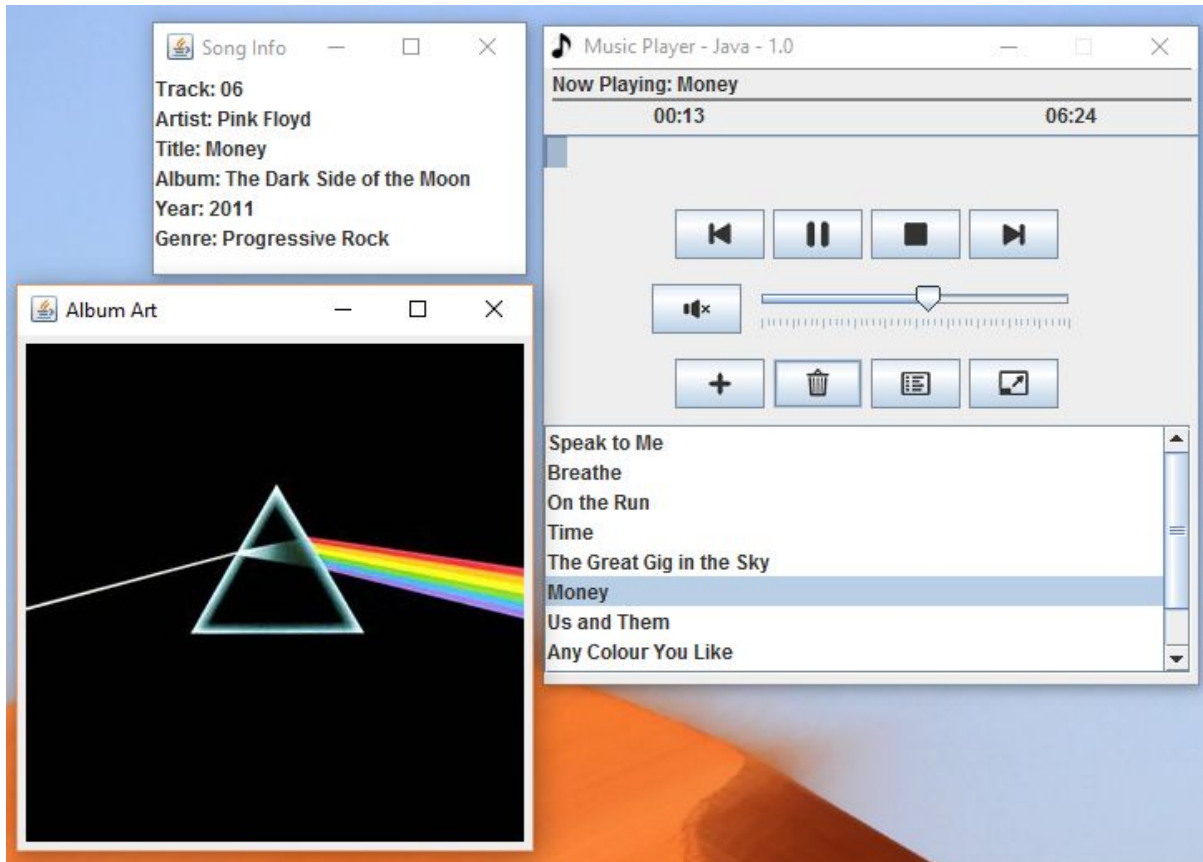 Song Info
Track: 06
Artist: Pink Floyd
Title: Money
Album: The Dark Side of the Moon
Year: 2011
Genre: Progressive Rock
Album Art
Music Player - Java - 1.0
Now Playing: Money
00:13 06:24
Speak to Me
Breathe
On the Run
Time
The Great Gig in the Sky
Money
Us and Them
Any Colour You Like